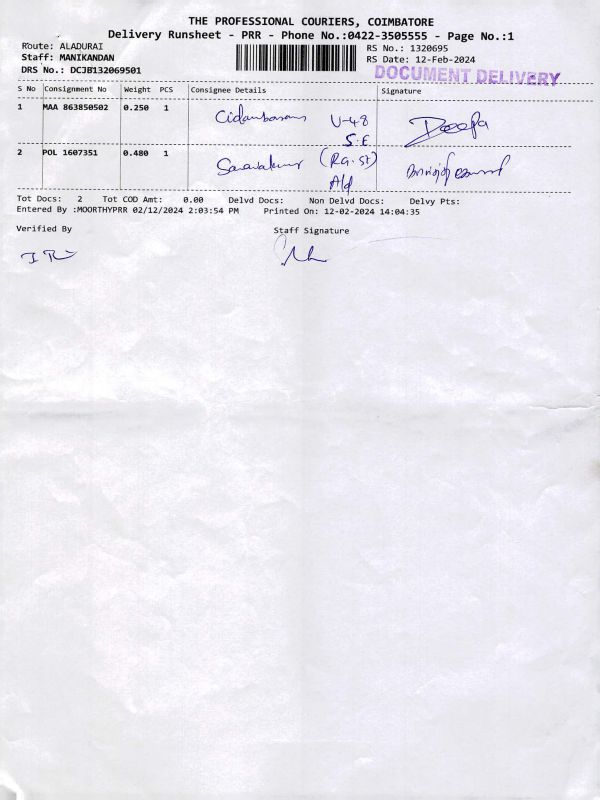 THE PROFESSIONAL COURIERS, COIMBATORE
Delivery Runsheet - PRR - Phone No.:0422-3505555 - Page No.:1
Route: ALADURAI
RS No.: 1320695
Staff: MANIKANDAN
RS Date: 12-Feb-2024
DRS No.: DCJB132069501
DOCUMENT DELIVERY
S No Consignment No Weight PCS Consignee Details Signature
1 MAA 863850502 0.250 1 U-48 Deepa
S.E
2 POL 1607351 0.480 1 (RG.St)
Tot Docs: 2 Tot COD Amt: 0.00 Delvd Docs: Non Delvd Docs: Delvy Pts:
Entered By :MOORTHYPRR 02/12/2024 2:03:54 PM Printed On: 12-02-2024 14:04:35
Verified By Staff Signature